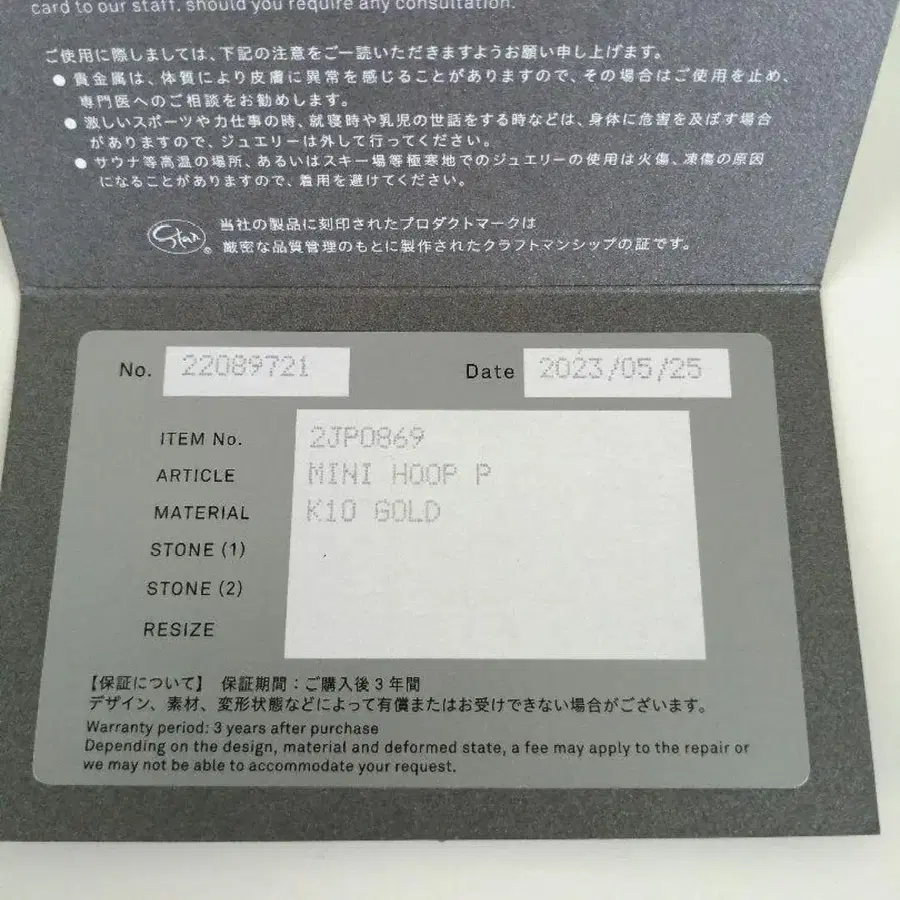 card to our staff, should you require any consultation.
ご使用に際しましては、下記の注意をご一読いただきますようお願い申し上げます。
● 貴金属は、体質により皮膚に異常を感じることがありますので、その場合はご使用を止め、
専門医へのご相談をお勧めします。
● 激しいスポーツや力仕事の時、就寝時や乳児の世話をする時などは、身体に危害を及ぼす場合
がありますので、ジュエリーは外して行ってください。
● サウナ等高温の場所、あるいはスキー場等極寒地でのジュエリーの使用は火傷、凍傷の原因
になることがありますので、着用を避けてください。
Star ® 当社の製品に刻印されたプロダクトマークは
厳密な品質管理のもとに製作されたクラフトマンシップの証です。
No. 22089721 Date 2023/05/25
ITEM No. 2JP0869
ARTICLE MINI HOOP P
MATERIAL K10 GOLD
STONE (1)
STONE (2)
RESIZE
【保証について】 保証期間：ご購入後3年間
デザイン、素材、変形状態などによって有償またはお受けできない場合がございます。
Warranty period: 3 years after purchase
Depending on the design, material and deformed state, a fee may apply to the repair or
we may not be able to accommodate your request.